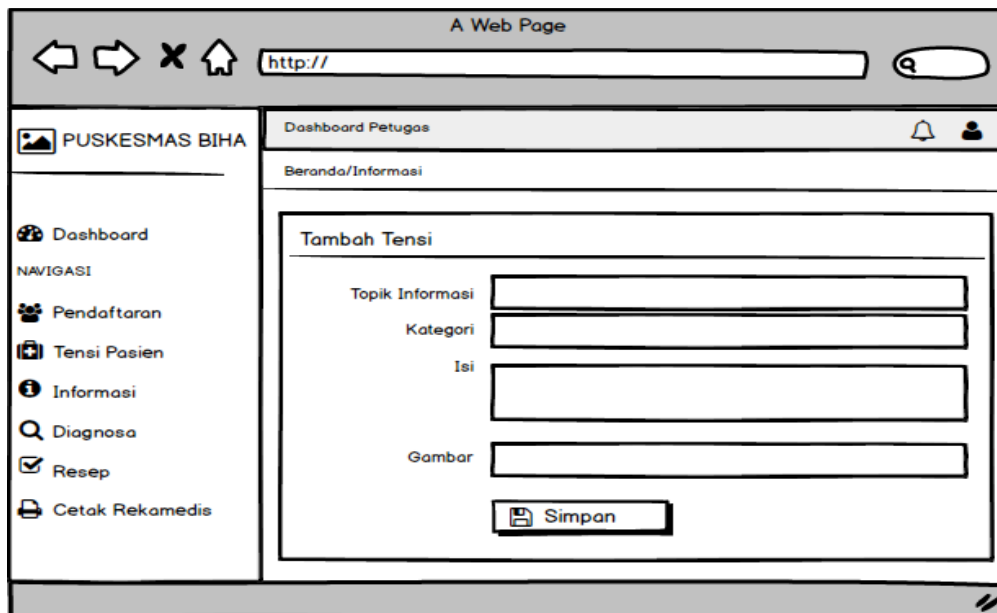 A Web Page
http://
PUSKESMAS BIHA
Dashboard Petugas
Beranda/Informasi
Dashboard
NAVIGASI
Pendaftaran
Tensi Pasien
Informasi
Diagnosa
Resep
Cetak Rekamedis
Tambah Tensi
Topik Informasi
Kategori
Isi
Gambar
Simpan